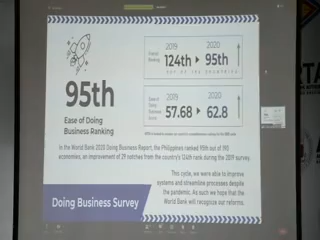 2019
2020
Overall
Ranking
124th
95th
OUT OF 190 COUNTRIES
95th
Ease of Doing
Business Ranking
2019
2020
Ease of
Doing
Business
Score
57.68
62.8
In the World Bank 2020 Doing Business Report, the Philippines ranked 95th out of 190
economies, an improvement of 29 notches from the country's 124th rank during the 2019 survey.
This cycle, we were able to improve
systems and streamline processes despite
the pandemic. As such we hope that the
World Bank will recognize our reforms.
Doing Business Survey